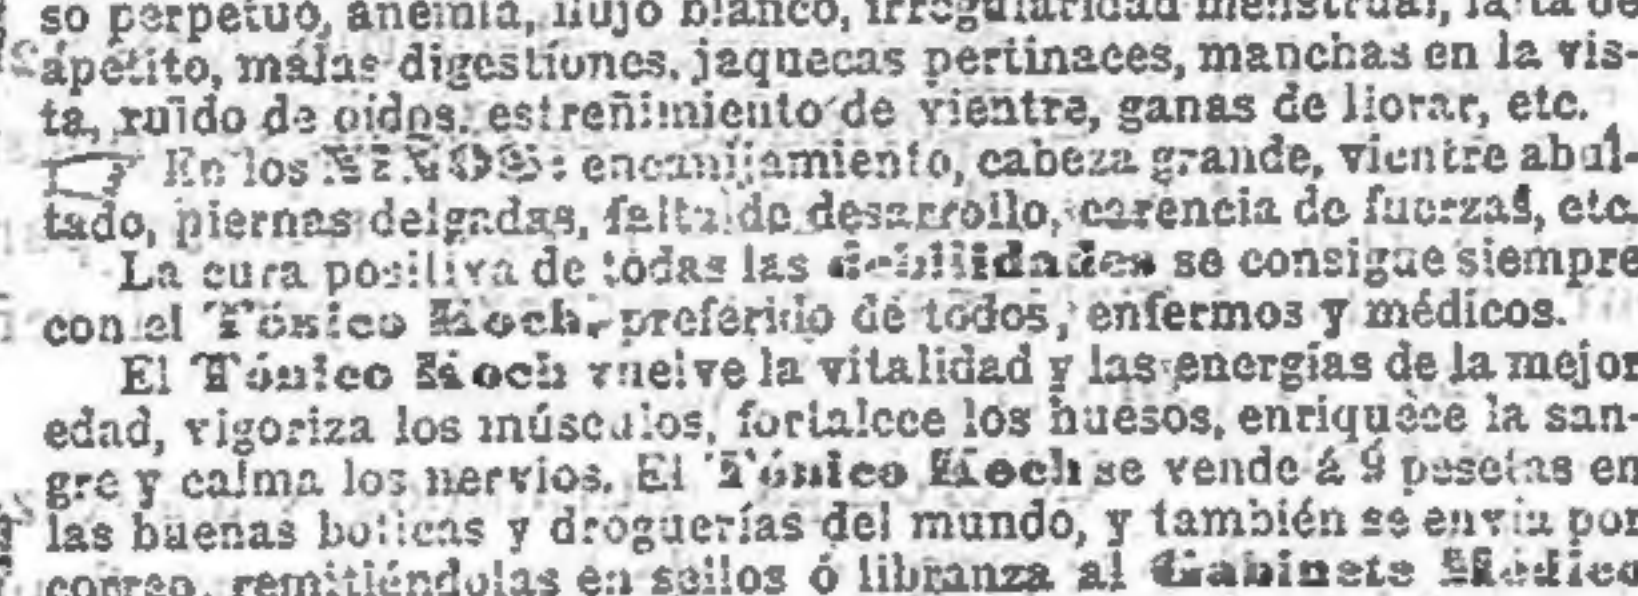 so perpetuo, anemia, flujo blanco, irregularidad menstrual, falta de
apetito, malas digestiones, jaquecas pertinaces, manchas en la vis-
ta, ruido de oidos, estreñimiento de vientre, ganas de llorar, etc.
En los NIÑOS: encanijamiento, cabeza grande, vientre abul-
tado, piernas delgadas, falta de desarrollo, carencia de fuerzas, etc.
La cura positiva de todas las debilidades se consigue siempre
con el Tónico Koch, preferido de todos, enfermos y médicos.
El Tónico Koch vuelve la vitalidad y las energías de la mejor
edad, vigoriza los músculos, fortalece los huesos, enriquece la san-
gre y calma los nervios. El Tónico Koch se vende á 9 pesetas en
las buenas boticas y droguerías del mundo, y también se envia por
correo, remitiéndolas en sellos ó libranza al Gabinete Médico